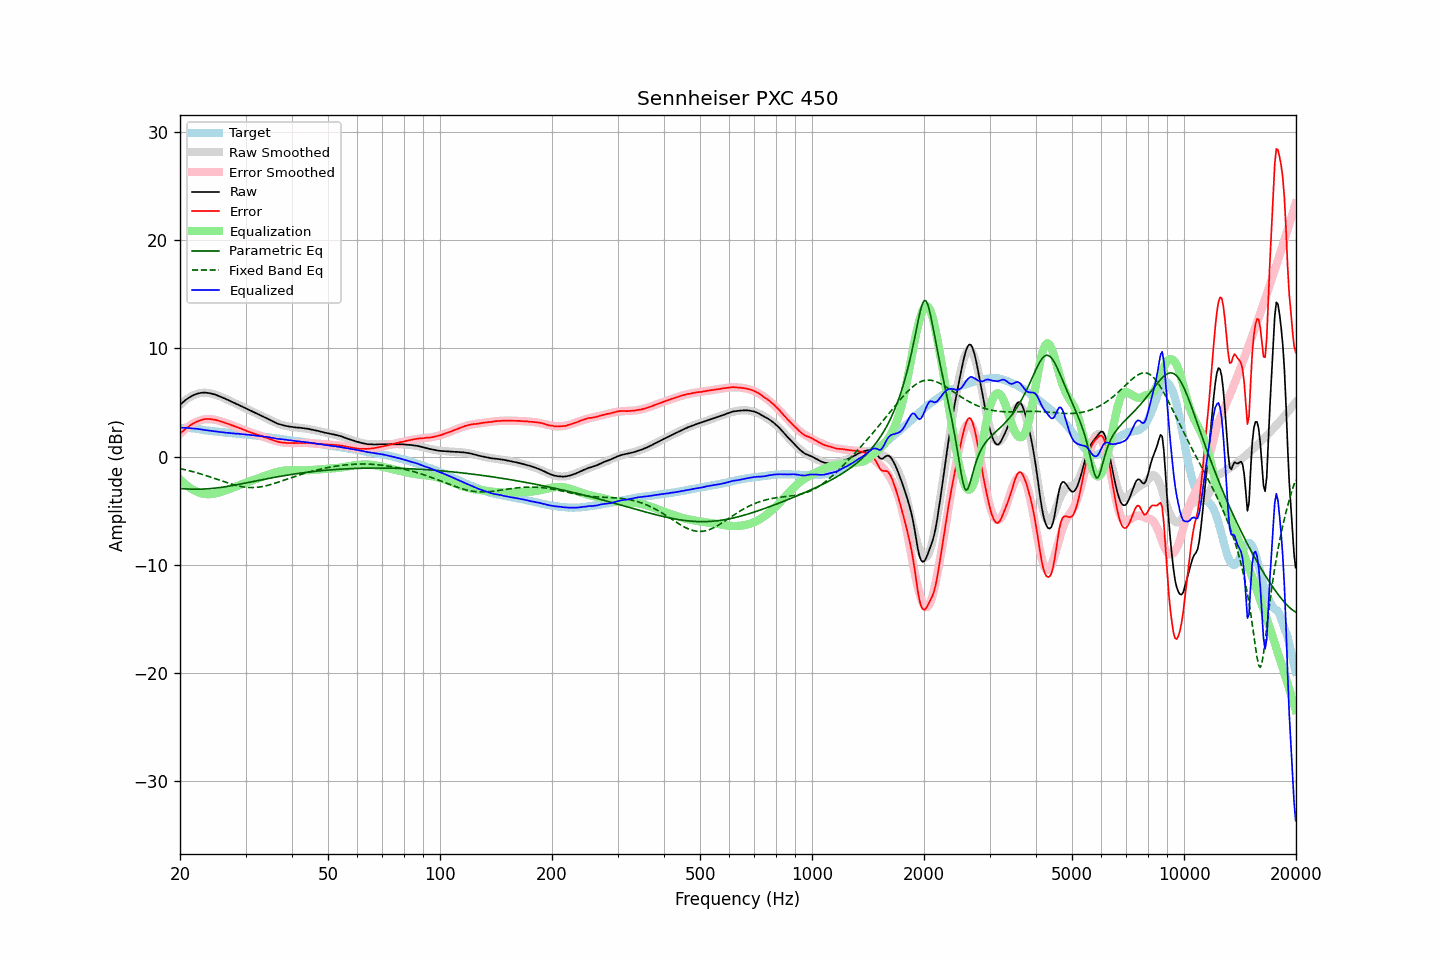 Sennheiser PXC 450
Target
Raw Smoothed
Error Smoothed
Raw
Error
Equalization
Parametric Eq
Fixed Band Eq
Equalized
30
20
10
0
−10
−20
−30
Amplitude (dBr)
20
50
100
200
500
1000
2000
5000
10000
20000
Frequency (Hz)